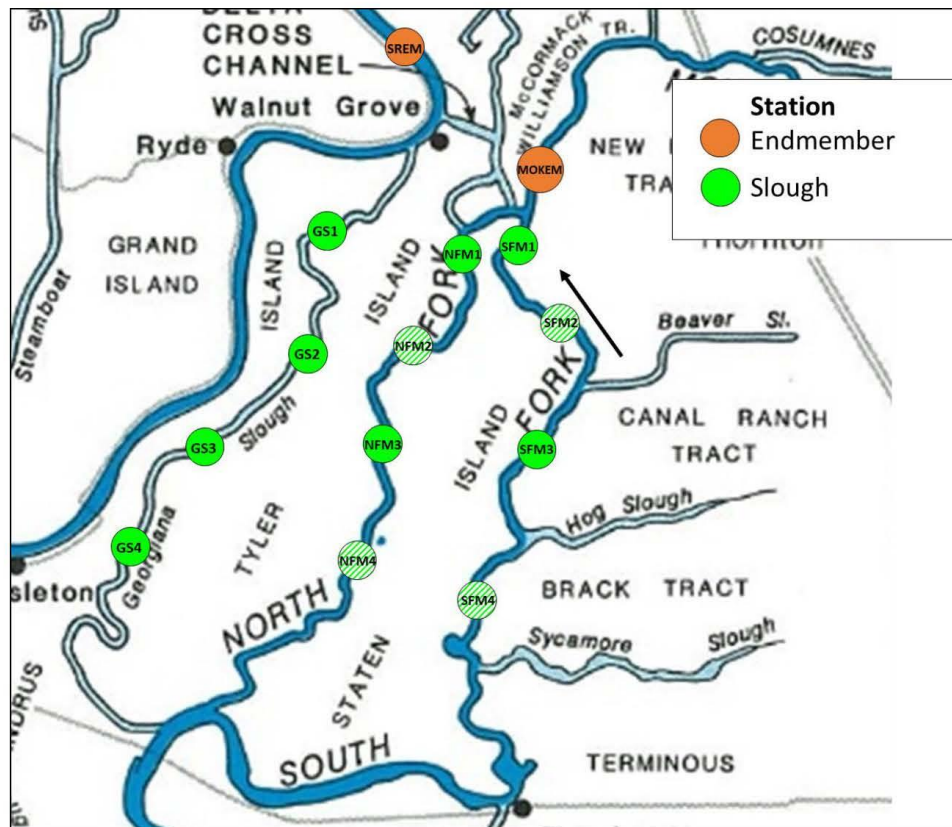 CROSS
CHANNEL
SREM
Walnut Grove
Ryde
McCORMACK
WILLIAMSON
TR.
COSUMNES
MOKEM
Station
Endmember
Slough
NEW
TRA
Thornton
GRAND
ISLAND
ISLAND
ISLAND
Steamboat
GS1
NFM1
SFM1
FORK
NFM2
SFM2
Beaver Sl.
GS2
FORK
ISLAND
CANAL RANCH
TRACT
Slough
GS3
NFM3
SFM3
Hog Slough
GS4
Georgiana
TYLER
NFM4
SFM4
BRACK TRACT
sleton
NORTH
Sycamore Slough
STATEN
SOUTH
TERMINOUS
NDRUS